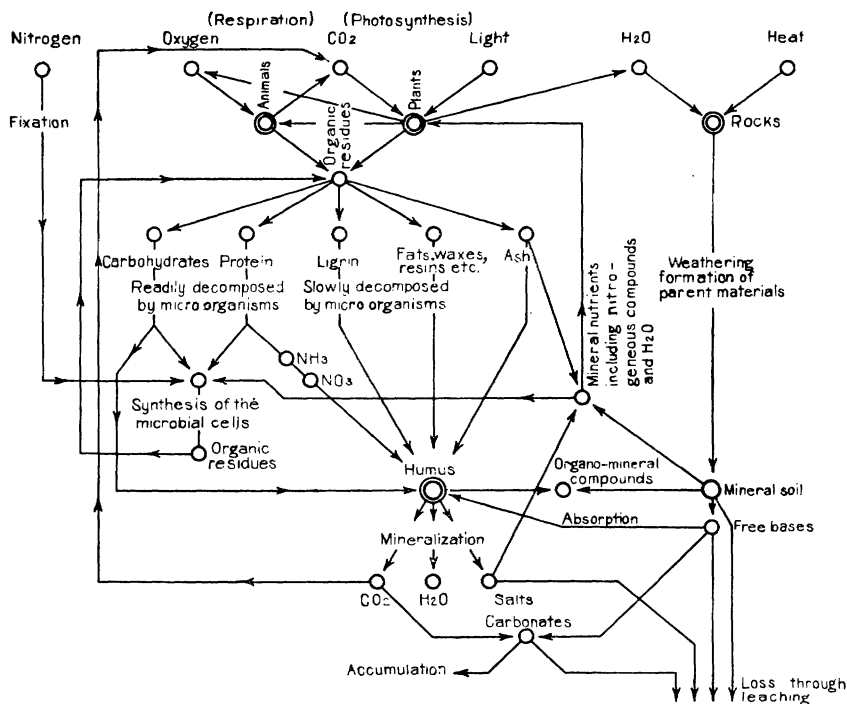 (Respiration) (Photosynthesis)
Nitrogen Oxygen CO2 Light H2O Heat
Animals
Plants
Fixation
Rocks
Organic
residues
Carbohydrates Protein Lignin Fats, waxes,
resins etc. Ash
Readily decomposed
by micro organisms
Slowly decomposed
by micro organisms
Weathering
formation of
parent materials
Mineral nutrients
including nitro-
geneous compounds
and H2O
NH3
NO3
Synthesis of the
microbial cells
Organic
residues
Humus
Organo-mineral
compounds
Mineral soil
Absorption
Free bases
Mineralization
CO2 H2O Salts
Carbonates
Accumulation
Loss through
leaching